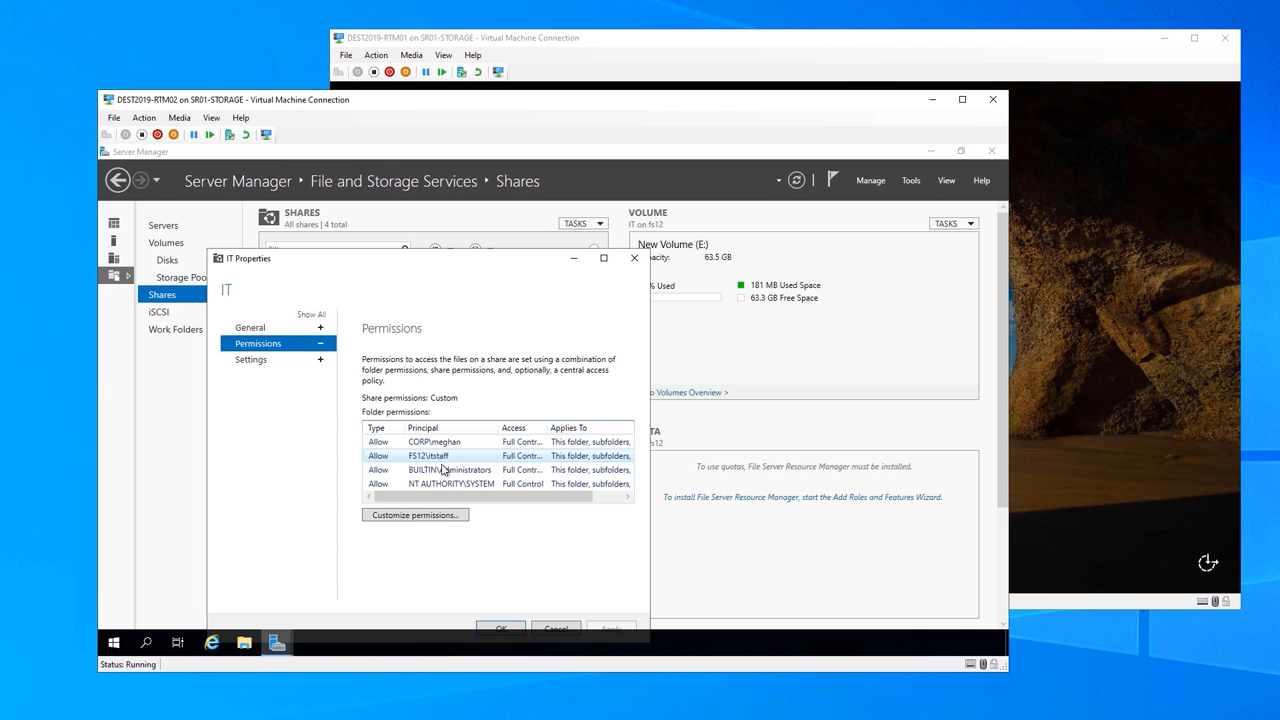 DEST2019-RTM01 on SR01-STORAGE - Virtual Machine Connection
File Action Media View Help
DEST2019-RTM02 on SR01-STORAGE - Virtual Machine Connection
File Action Media View Help
Server Manager
Server Manager ‣ File and Storage Services ‣ Shares
Manage Tools View Help
Servers
Volumes
Disks
Storage Poo
Shares
iSCSI
Work Folders
SHARES
All shares | 4 total
TASKS
VOLUME
IT on fs12
TASKS
New Volume (E:)
pacity: 63.5 GB
% Used
181 MB Used Space
63.3 GB Free Space
o Volumes Overview >
TA
fs12
To use quotas, File Server Resource Manager must be installed.
To install File Server Resource Manager, start the Add Roles and Features Wizard.
IT Properties
IT
Show All
General +
Permissions −
Settings +
Permissions
Permissions to access the files on a share are set using a combination of
folder permissions, share permissions, and, optionally, a central access
policy.
Share permissions: Custom
Folder permissions:
Type Principal Access Applies To
Allow CORP\meghan Full Contr... This folder, subfolders,
Allow FS12\itstaff Full Contr... This folder, subfolders,
Allow BUILTIN\Administrators Full Contr... This folder, subfolders,
Allow NT AUTHORITY\SYSTEM Full Control This folder, subfolders,
Customize permissions...
OK Cancel Apply
Status: Running